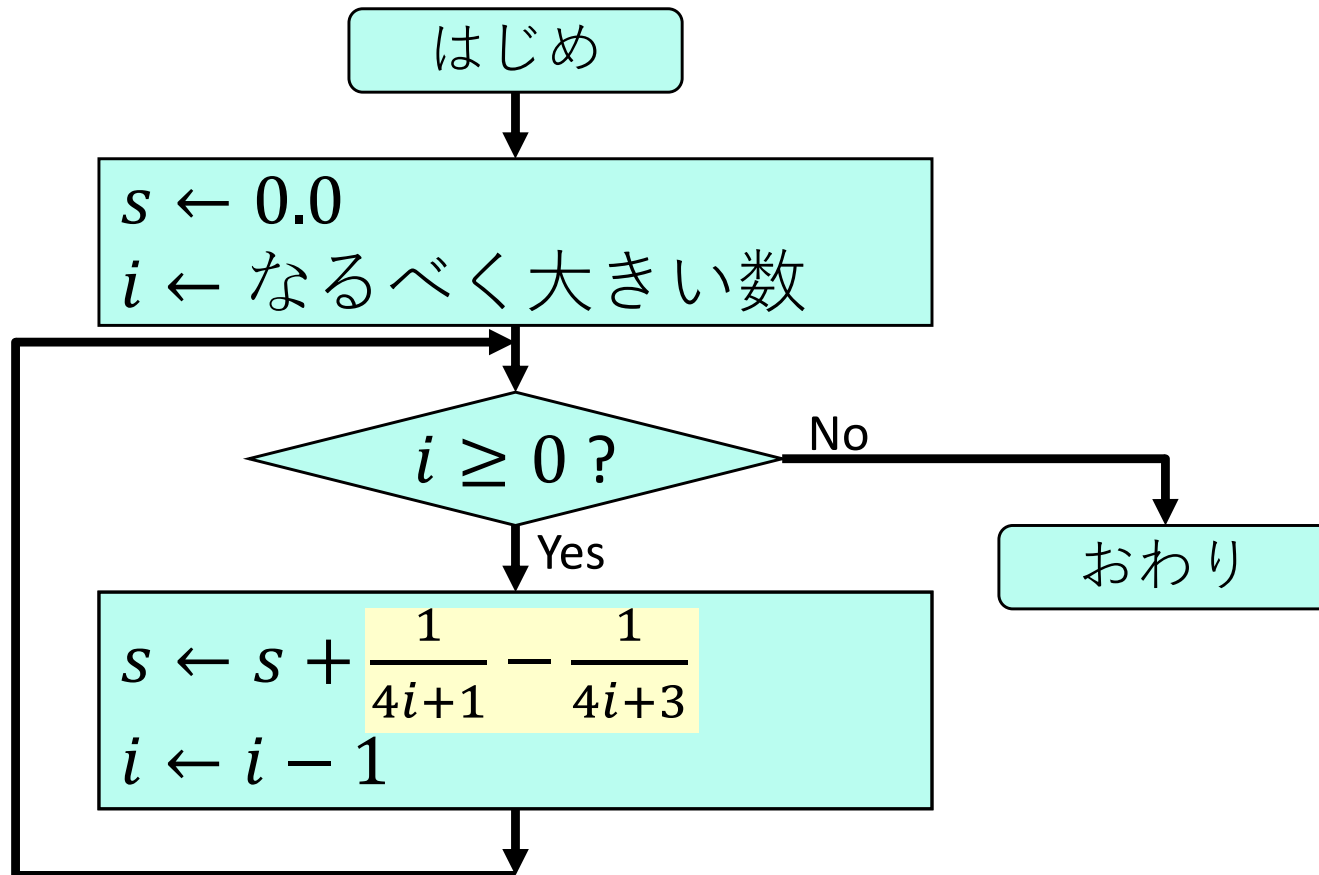 はじめ
s ← 0.0
i ← なるべく大きい数
i ≥ 0 ?
No
Yes
おわり
s ← s + 1/(4i+1) − 1/(4i+3)
i ← i − 1